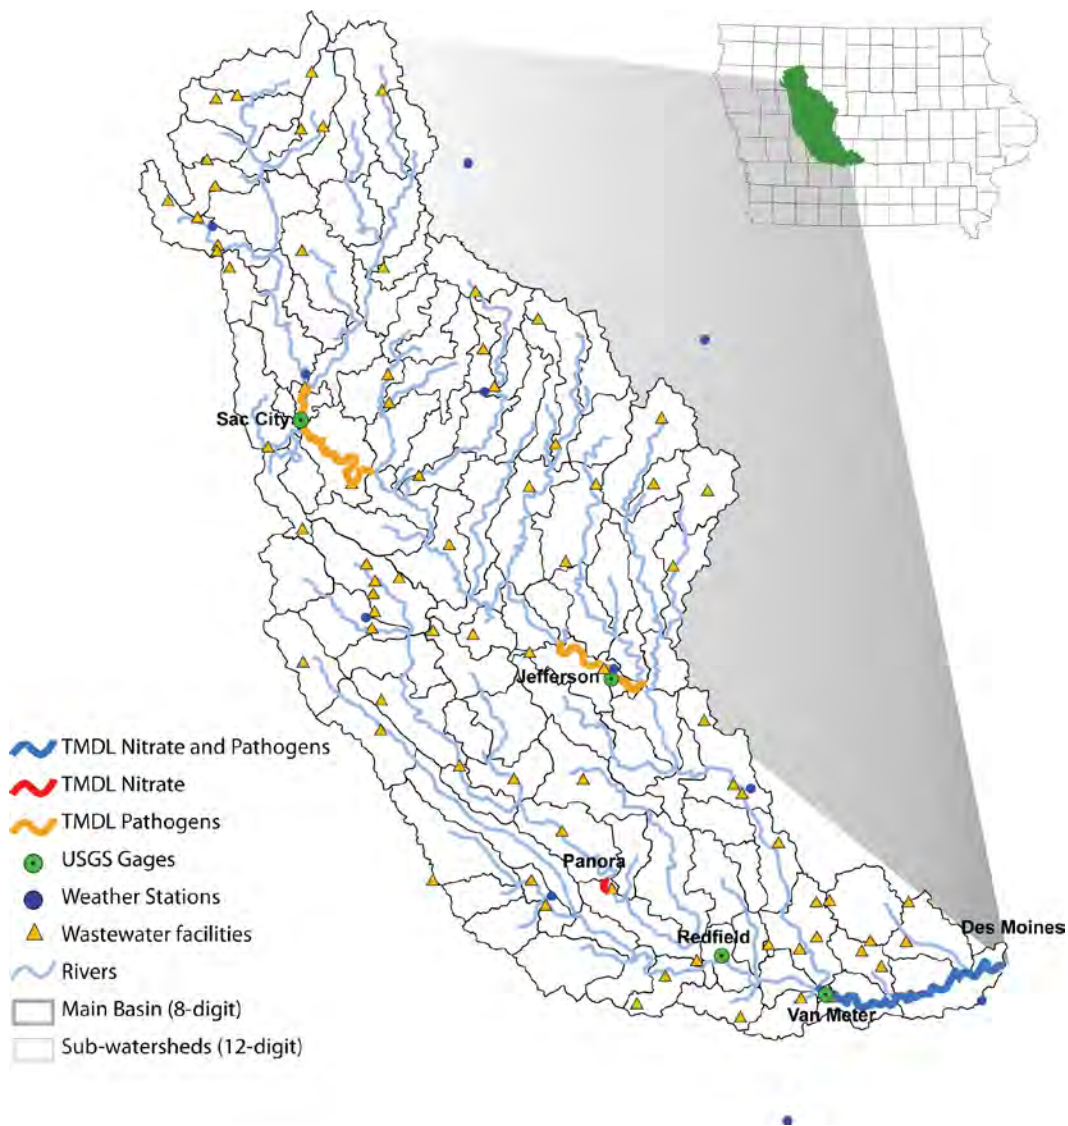 Sac City
Jefferson
TMDL Nitrate and Pathogens
TMDL Nitrate
TMDL Pathogens
USGS Gages
Weather Stations
Wastewater facilities
Rivers
Main Basin (8-digit)
Sub-watersheds (12-digit)
Panora
Redfield
Des Moines
Van Meter